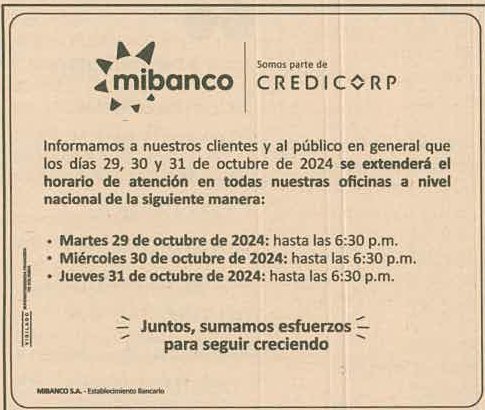 mibanco
Somos parte de
CREDICORP
Informamos a nuestros clientes y al público en general que
los días 29, 30 y 31 de octubre de 2024 se extenderá el
horario de atención en todas nuestras oficinas a nivel
nacional de la siguiente manera:
• Martes 29 de octubre de 2024: hasta las 6:30 p.m.
• Miércoles 30 de octubre de 2024: hasta las 6:30 p.m.
• Jueves 31 de octubre de 2024: hasta las 6:30 p.m.
VIGILADO SUPERINTENDENCIA FINANCIERA
DE COLOMBIA
Juntos, sumamos esfuerzos
para seguir creciendo
MIBANCO S.A. - Establecimiento Bancario